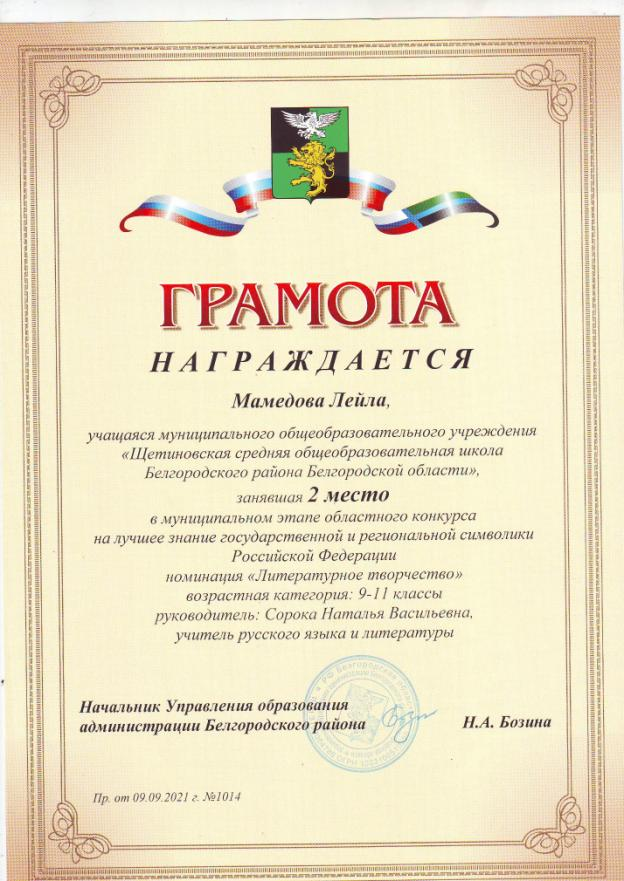 ГРАМОТА
НАГРАЖДАЕТСЯ
Мамедова Лейла,
учащаяся муниципального общеобразовательного учреждения
«Щетиновская средняя общеобразовательная школа
Белгородского района Белгородской области»,
занявшая 2 место
в муниципальном этапе областного конкурса
на лучшее знание государственной и региональной символики
Российской Федерации
номинация «Литературное творчество»
возрастная категория: 9-11 классы
руководитель: Сорока Наталья Васильевна,
учитель русского языка и литературы
Начальник Управления образования
администрации Белгородского района
Н.А. Бозина
Пр. от 09.09.2021 г. №1014